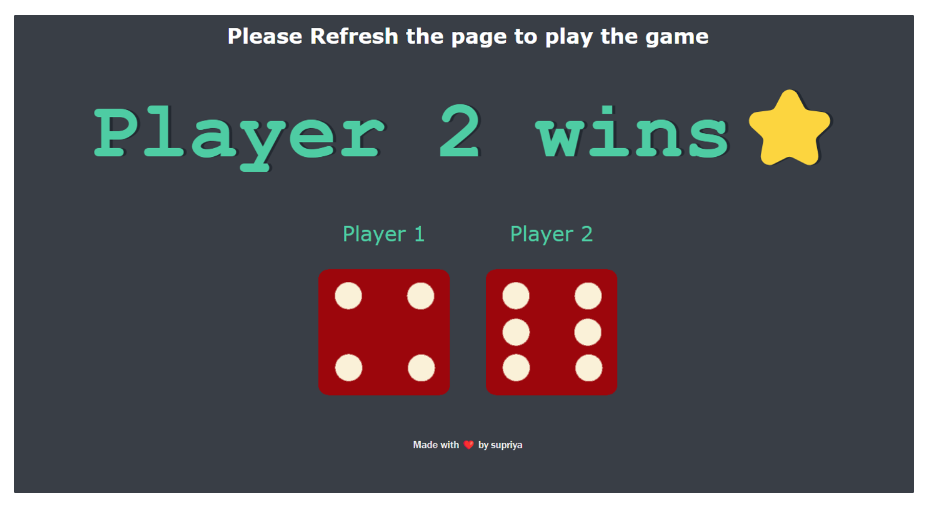 Please Refresh the page to play the game
Player 2 wins
Player 1 Player 2
Made with ❤️ by supriya